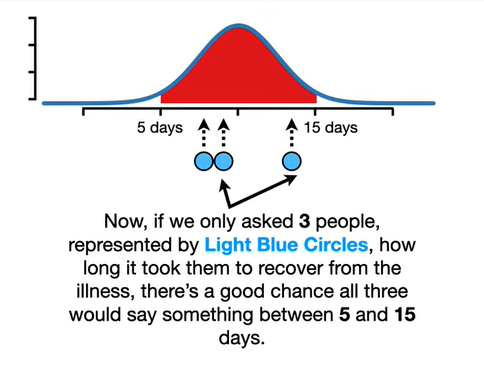 5 days
15 days
Now, if we only asked 3 people,
represented by Light Blue Circles, how
long it took them to recover from the
illness, there's a good chance all three
would say something between 5 and 15
days.